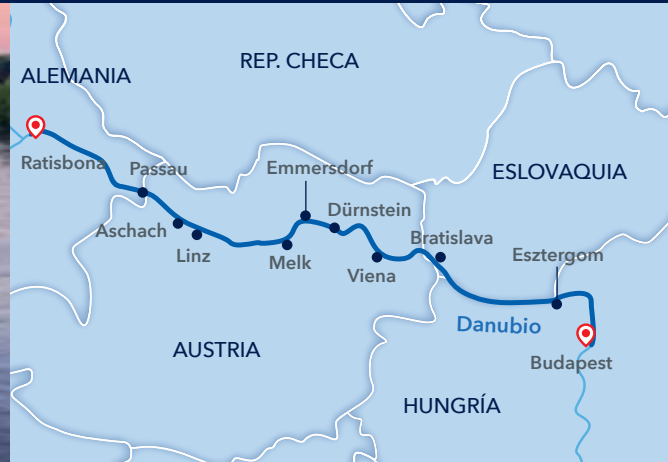 REP. CHECA
ALEMANIA
Ratisbona
Passau
Emmersdorf
ESLOVAQUIA
Aschach
Linz
Dürnstein
Melk
Viena
Bratislava
Esztergom
Danubio
AUSTRIA
Budapest
HUNGRÍA